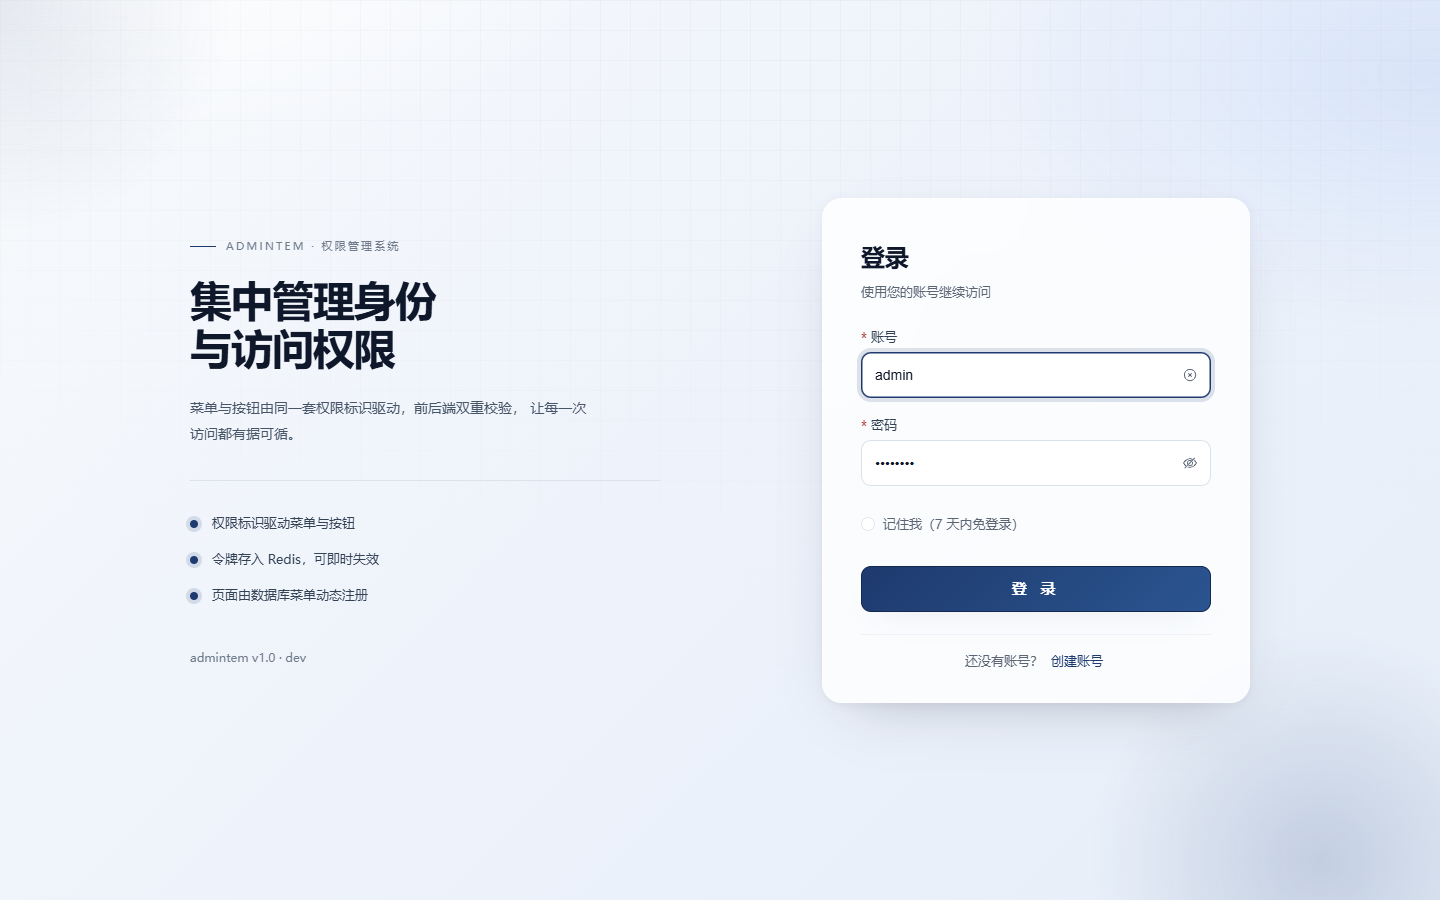 ADMINTEM · 权限管理系统
集中管理身份
与访问权限
菜单与按钮由同一套权限标识驱动，前后端双重校验， 让每一次
访问都有据可循。
权限标识驱动菜单与按钮
令牌存入 Redis，可即时失效
页面由数据库菜单动态注册
admintem v1.0 · dev
登录
使用您的账号继续访问
* 账号
admin
* 密码
••••••••
记住我（7 天内免登录）
登 录
还没有账号？ 创建账号